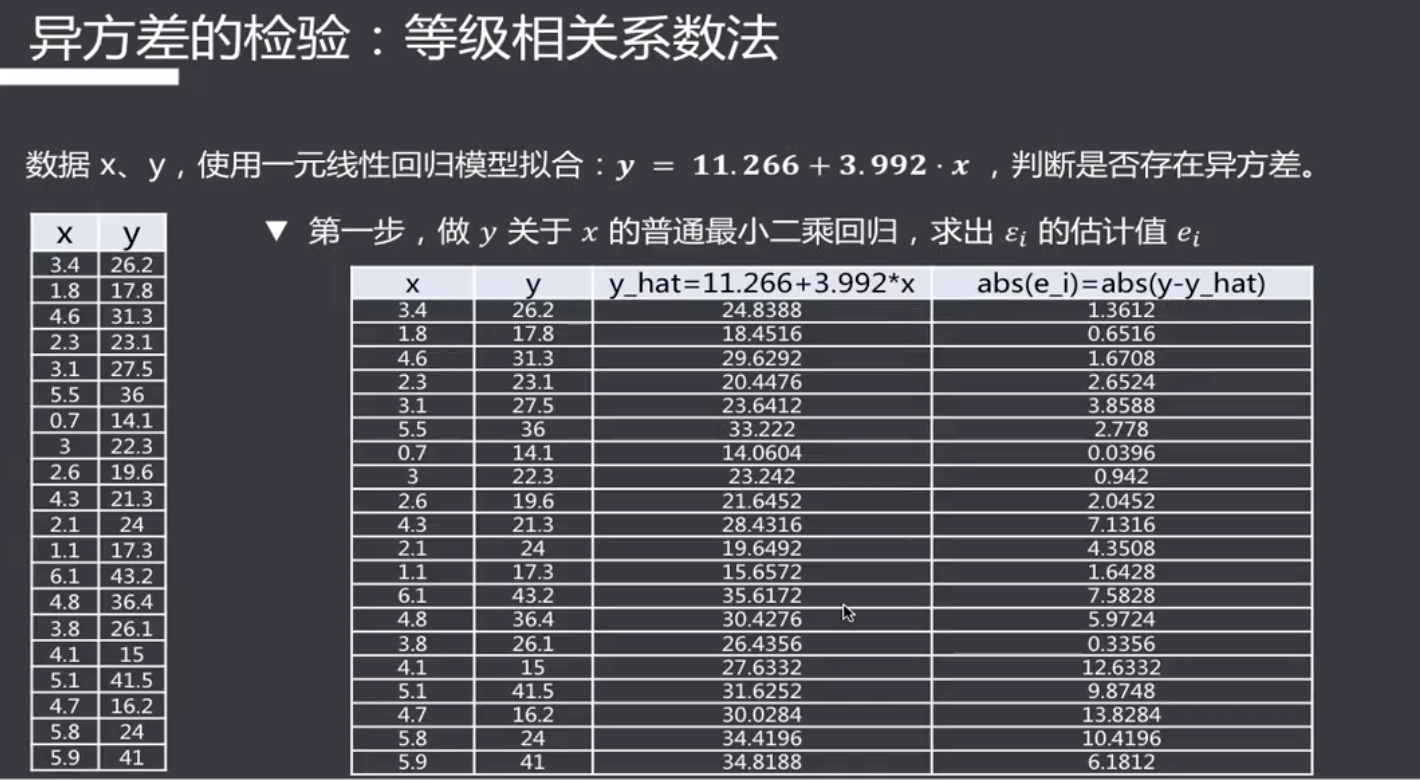 异方差的检验：等级相关系数法
数据 x、y，使用一元线性回归模型拟合：y = 11.266 + 3.992 · x ，判断是否存在异方差。
▼ 第一步，做 y 关于 x 的普通最小二乘回归，求出 εi 的估计值 ei
x y
3.4 26.2
1.8 17.8
4.6 31.3
2.3 23.1
3.1 27.5
5.5 36
0.7 14.1
3 22.3
2.6 19.6
4.3 21.3
2.1 24
1.1 17.3
6.1 43.2
4.8 36.4
3.8 26.1
4.1 15
5.1 41.5
4.7 16.2
5.8 24
5.9 41
x y y_hat=11.266+3.992*x abs(e_i)=abs(y-y_hat)
3.4 26.2 24.8388 1.3612
1.8 17.8 18.4516 0.6516
4.6 31.3 29.6292 1.6708
2.3 23.1 20.4476 2.6524
3.1 27.5 23.6412 3.8588
5.5 36 33.222 2.778
0.7 14.1 14.0604 0.0396
3 22.3 23.242 0.942
2.6 19.6 21.6452 2.0452
4.3 21.3 28.4316 7.1316
2.1 24 19.6492 4.3508
1.1 17.3 15.6572 1.6428
6.1 43.2 35.6172 7.5828
4.8 36.4 30.4276 5.9724
3.8 26.1 26.4356 0.3356
4.1 15 27.6332 12.6332
5.1 41.5 31.6252 9.8748
4.7 16.2 30.0284 13.8284
5.8 24 34.4196 10.4196
5.9 41 34.8188 6.1812